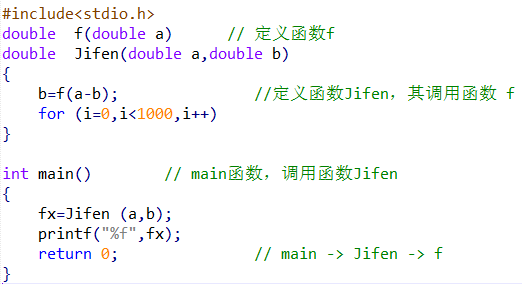 #include<stdio.h>
double  f(double a)       // 定义函数f
double  Jifen(double a,double b)
{
    b=f(a-b);                 //定义函数Jifen，其调用函数 f
    for (i=0,i<1000,i++)
}
int main()         // main函数，调用函数Jifen
{
    fx=Jifen (a,b);
    printf("%f",fx);
    return 0;                 // main -> Jifen -> f
}